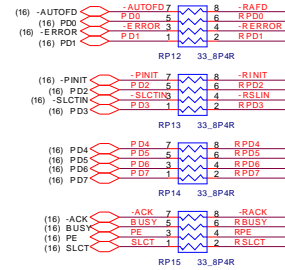 (16) -AUTOFD -AUTOFD 7 8 -RAFD
(16) PD0 PD0 5 6 RPD0
(16) -ERROR -ERROR 3 4 -RERROR
(16) PD1 PD1 1 2 RPD1
RP12 33_8P4R
(16) -PINIT -PINIT 7 8 -RINIT
(16) PD2 PD2 5 6 RPD2
(16) -SLCTIN -SLCTIN 3 4 -RSLIN
(16) PD3 PD3 1 2 RPD3
RP13 33_8P4R
(16) PD4 PD4 7 8 RPD4
(16) PD5 PD5 5 6 RPD5
(16) PD6 PD6 3 4 RPD6
(16) PD7 PD7 1 2 RPD7
RP14 33_8P4R
(16) -ACK -ACK 7 8 -RACK
(16) BUSY BUSY 5 6 RBUSY
(16) PE PE 3 4 RPE
(16) SLCT SLCT 1 2 RSLCT
RP15 33_8P4R